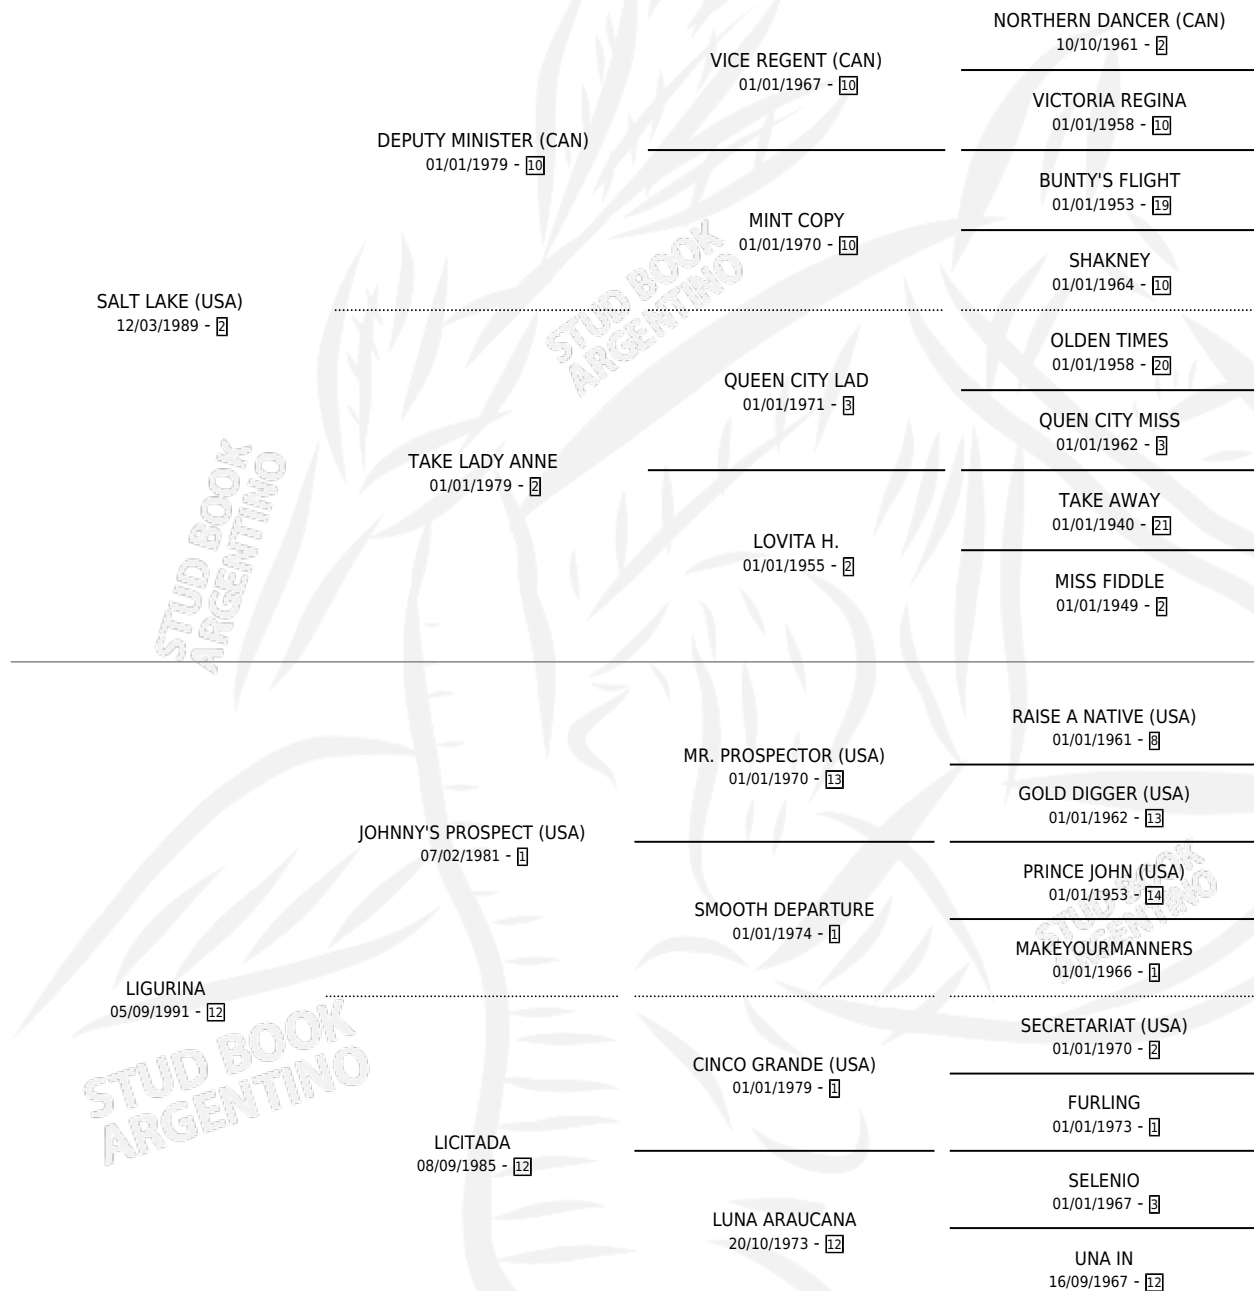 NORTHERN DANCER (CAN)
10/10/1961 - 2
VICE REGENT (CAN)
01/01/1967 - 10
VICTORIA REGINA
01/01/1958 - 10
DEPUTY MINISTER (CAN)
01/01/1979 - 10
BUNTY'S FLIGHT
01/01/1953 - 19
MINT COPY
01/01/1970 - 10
SHAKNEY
01/01/1964 - 10
SALT LAKE (USA)
12/03/1989 - 2
OLDEN TIMES
01/01/1958 - 20
QUEEN CITY LAD
01/01/1971 - 3
QUEN CITY MISS
01/01/1962 - 3
TAKE LADY ANNE
01/01/1979 - 2
TAKE AWAY
01/01/1940 - 21
LOVITA H.
01/01/1955 - 2
MISS FIDDLE
01/01/1949 - 2
RAISE A NATIVE (USA)
01/01/1961 - 8
MR. PROSPECTOR (USA)
01/01/1970 - 13
GOLD DIGGER (USA)
01/01/1962 - 13
JOHNNY'S PROSPECT (USA)
07/02/1981 - 1
PRINCE JOHN (USA)
01/01/1953 - 14
SMOOTH DEPARTURE
01/01/1974 - 1
MAKEYOURMANNERS
01/01/1966 - 1
LIGURINA
05/09/1991 - 12
SECRETARIAT (USA)
01/01/1970 - 2
CINCO GRANDE (USA)
01/01/1979 - 1
FURLING
01/01/1973 - 1
LICITADA
08/09/1985 - 12
SELENIO
01/01/1967 - 3
LUNA ARAUCANA
20/10/1973 - 12
UNA IN
16/09/1967 - 12
STUD BOOK
ARGENTINO
STUD BOOK
ARGENTINO
STUD BOOK
ARGENTINO
STUD BOOK
ARGENTINO